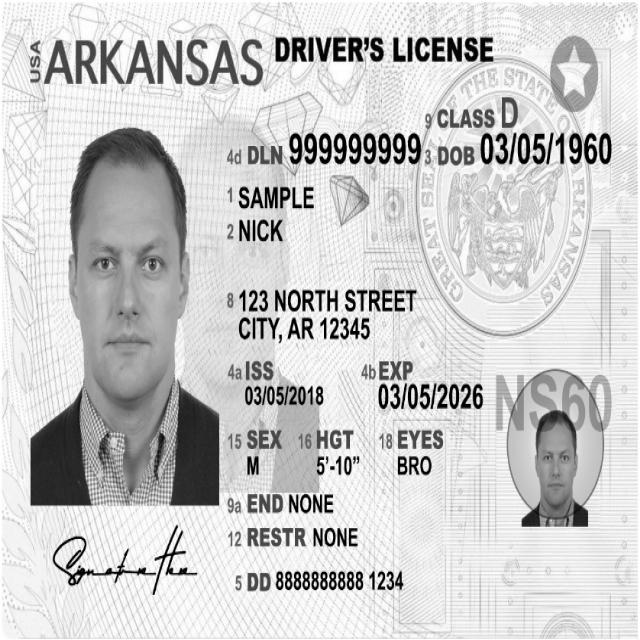 USA ARKANSAS DRIVER'S LICENSE
9 CLASS D
4d DLN 999999999 3 DOB 03/05/1960
1 SAMPLE
2 NICK
8 123 NORTH STREET
CITY, AR 12345
4a ISS 4b EXP
03/05/2018 03/05/2026
NS60
15 SEX 16 HGT 18 EYES
M 5'-10" BRO
9a END NONE
12 RESTR NONE
5 DD 8888888888 1234
GREAT SEAL OF THE STATE OF ARKANSAS